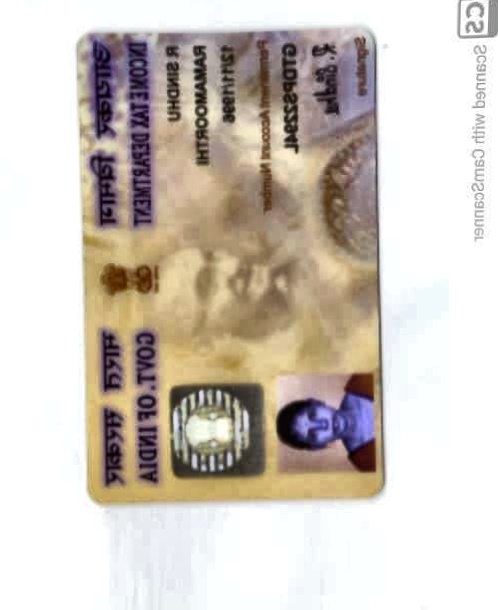 आयकर विभाग
INCOME TAX DEPARTMENT
भारत सरकार
GOVT. OF INDIA
R SINDHU
RAMAMOORTHI
12/11/1996
Permanent Account Number
GTDPS2294L
R. Sindhu
Signature
CS Scanned with CamScanner